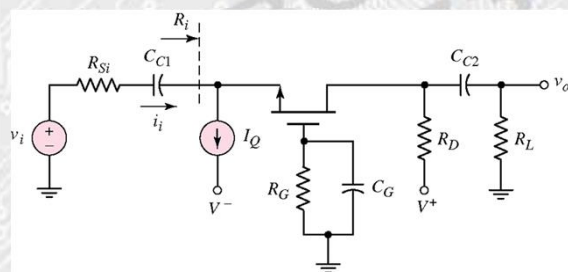 R_i
R_Si
C_C1
C_C2
v_o
i_i
v_i
+
−
I_Q
R_D
R_L
R_G
C_G
V^−
V^+